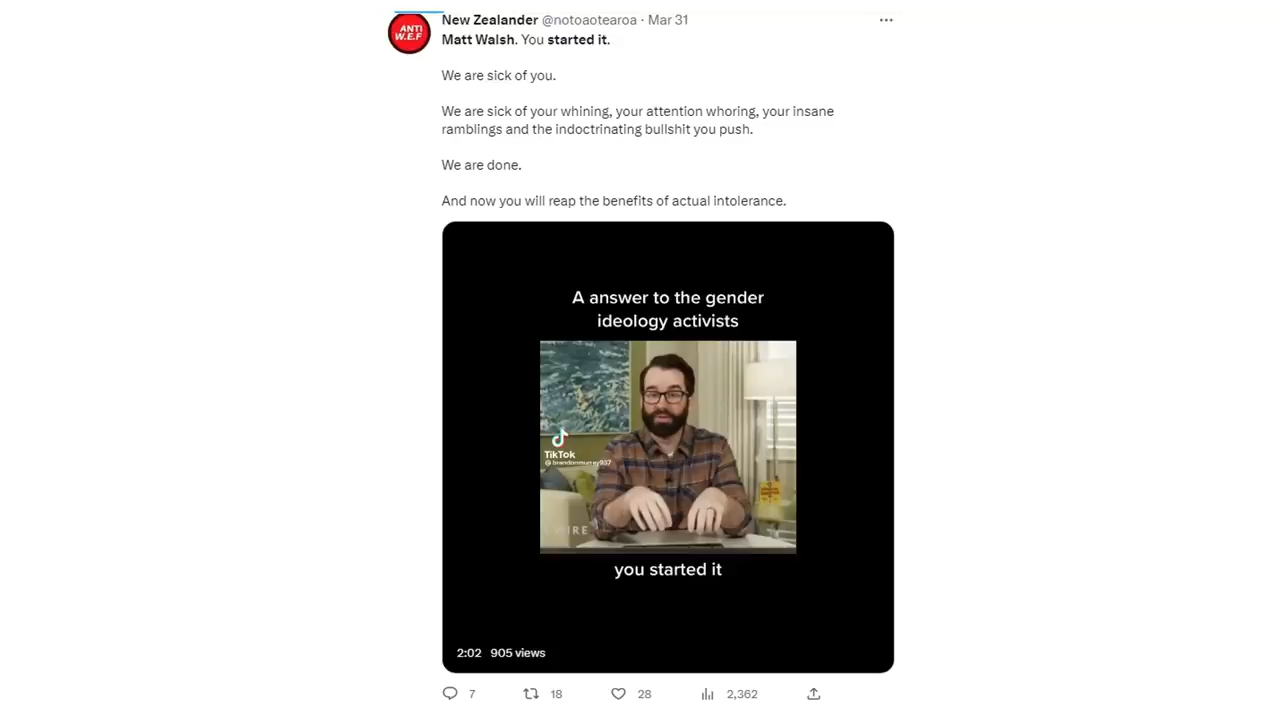 ANTI
W.E.F
New Zealander @notoaotearoa · Mar 31
Matt Walsh. You started it.
We are sick of you.
We are sick of your whining, your attention whoring, your insane
ramblings and the indoctrinating bullshit you push.
We are done.
And now you will reap the benefits of actual intolerance.
A answer to the gender
ideology activists
TikTok
@brandonmurray937
WIRE
you started it
2:02 905 views
7 18 28 2,362